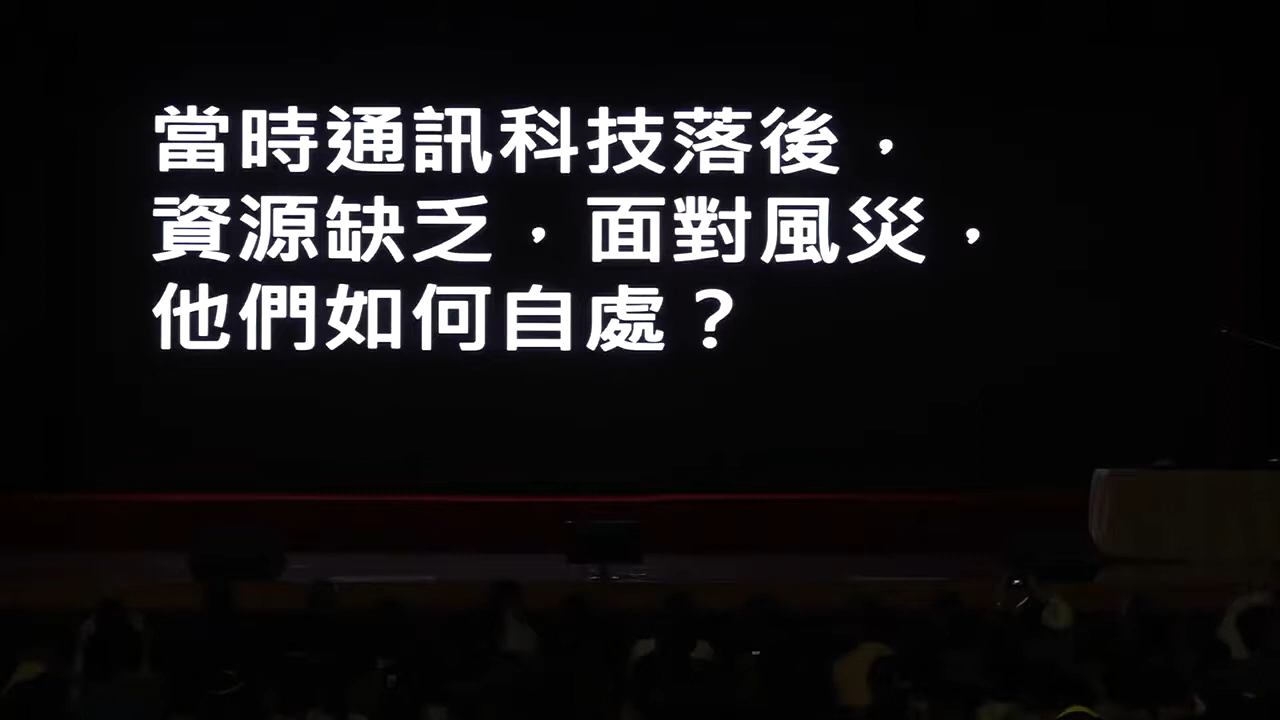 當時通訊科技落後，
資源缺乏，面對風災，
他們如何自處？